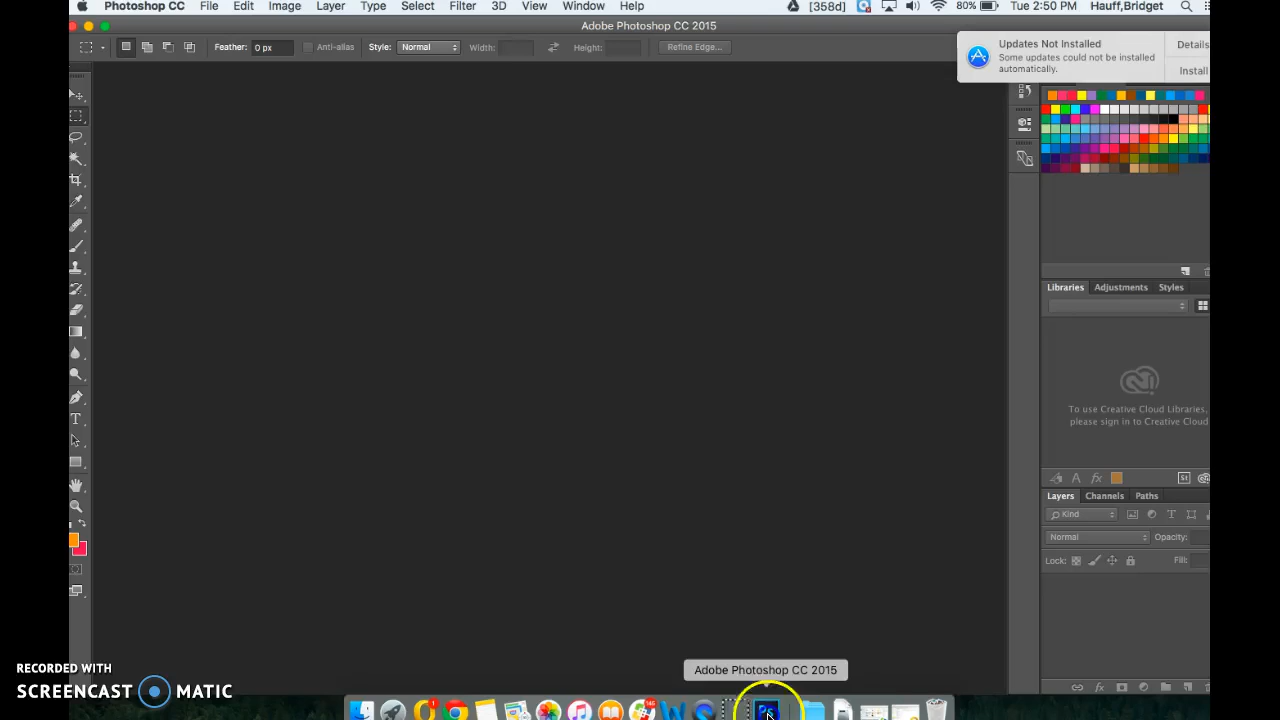 Photoshop CC File Edit Image Layer Type Select Filter 3D View Window Help [358d] 80% Tue 2:50 PM Hauff,Bridget
Adobe Photoshop CC 2015
Feather: 0 px Anti-alias Style: Normal Width: Height: Refine Edge...
Updates Not Installed
Some updates could not be installed
automatically.
Details
Install
Libraries Adjustments Styles
To use Creative Cloud Libraries,
please sign in to Creative Cloud
St
Layers Channels Paths
Kind
Normal Opacity:
Lock: Fill:
Adobe Photoshop CC 2015
RECORDED WITH
SCREENCAST MATIC